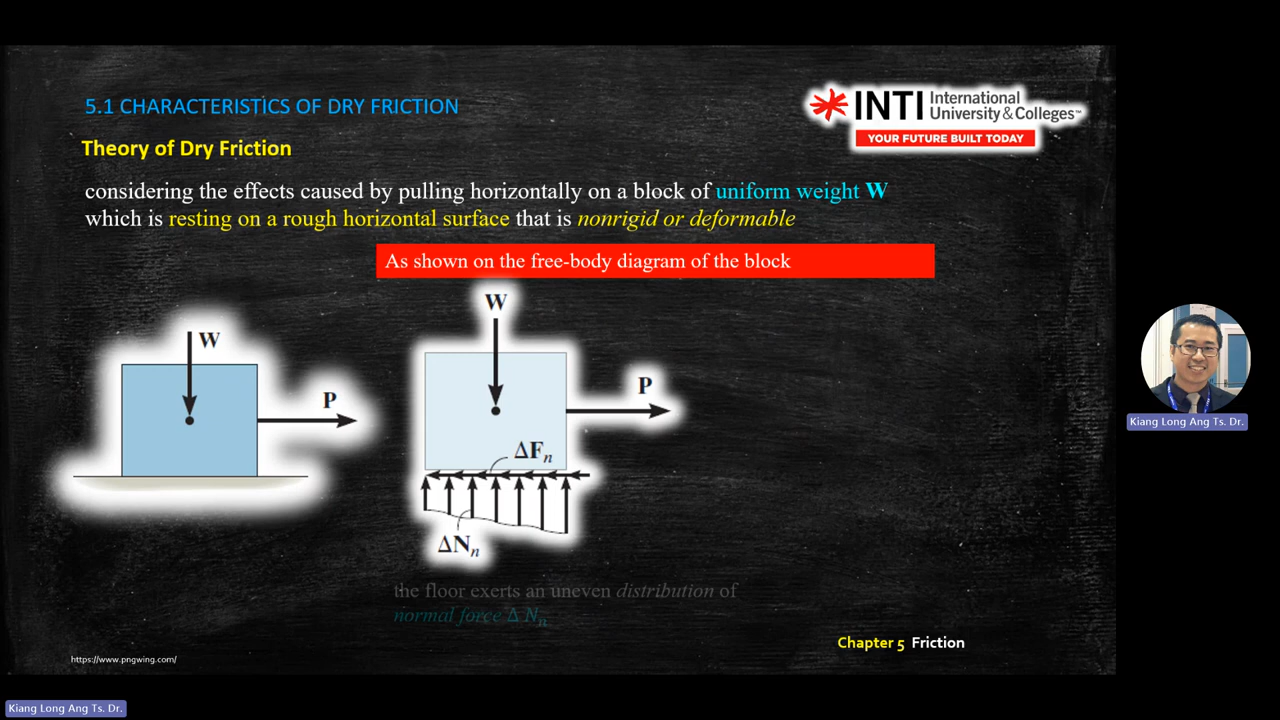 5.1 CHARACTERISTICS OF DRY FRICTION
INTI International
University & Colleges™
YOUR FUTURE BUILT TODAY
Theory of Dry Friction
considering the effects caused by pulling horizontally on a block of uniform weight W
which is resting on a rough horizontal surface that is nonrigid or deformable
As shown on the free-body diagram of the block
W
P
W
P
ΔFn
ΔNn
the floor exerts an uneven distribution of
normal force Δ Nn
Kiang Long Ang Ts. Dr.
Chapter 5 Friction
https://www.pngwing.com/
Kiang Long Ang Ts. Dr.